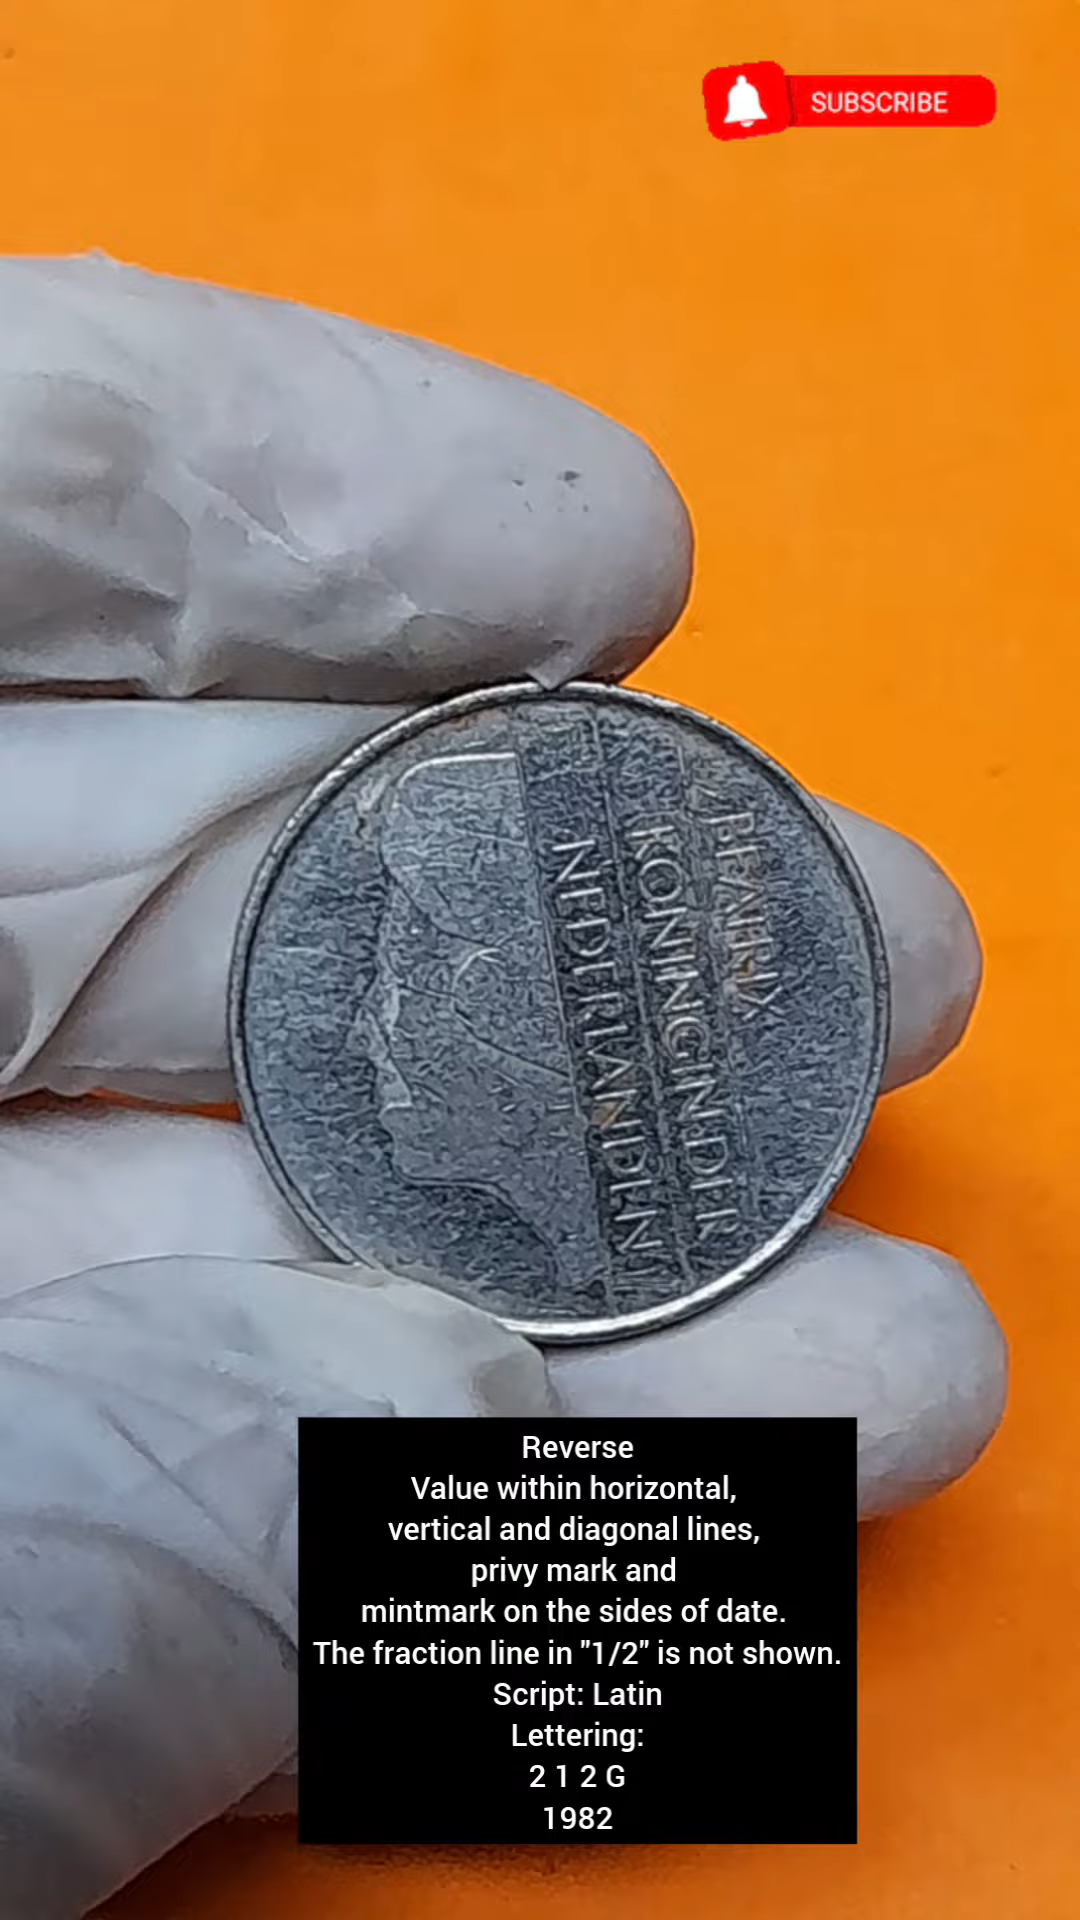 SUBSCRIBE
BEATRIX
KONINGIN DER
NEDERLANDEN
Reverse
Value within horizontal,
vertical and diagonal lines,
privy mark and
mintmark on the sides of date.
The fraction line in "1/2" is not shown.
Script: Latin
Lettering:
2 1 2 G
1982